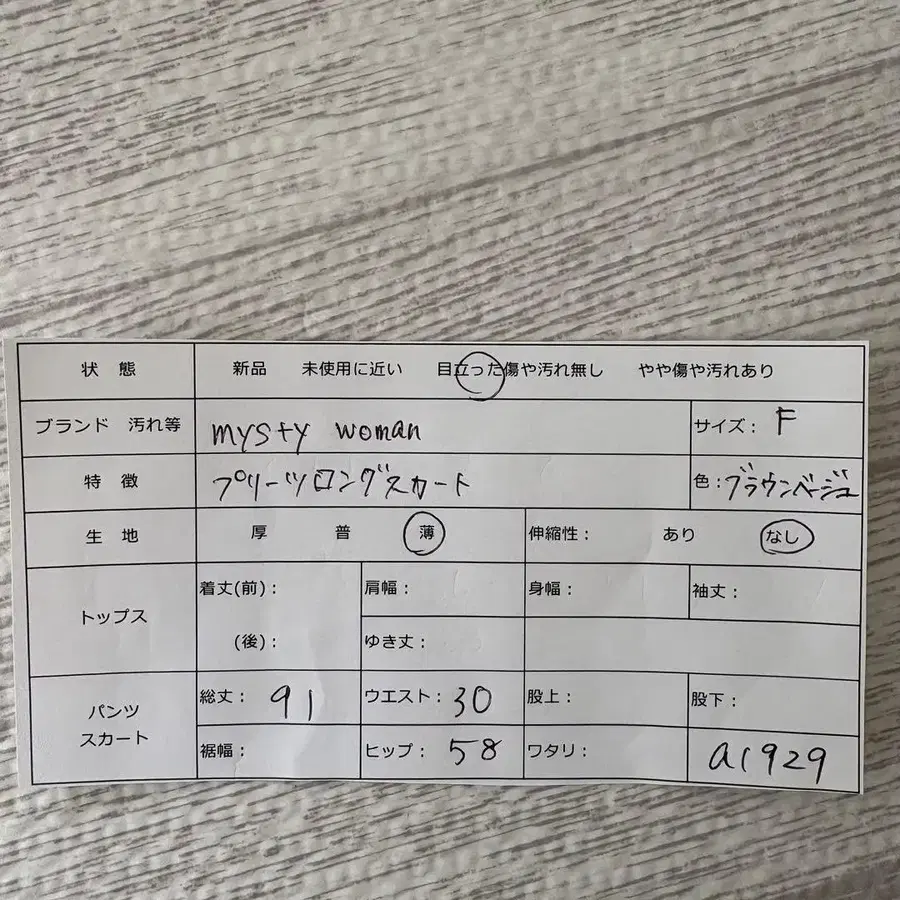 状 態 新品 未使用に近い 目立った傷や汚れ無し やや傷や汚れあり
ブランド 汚れ等 mysty woman サイズ: F
特 徴 プリーツロングスカート 色:ブラウンベージュ
生 地 厚 普 薄 伸縮性: あり なし
トップス 着丈(前): 肩幅: 身幅: 袖丈:
(後): ゆき丈:
パンツ スカート 総丈: 91 ウエスト: 30 股上: 股下:
裾幅: ヒップ: 58 ワタリ: a1929